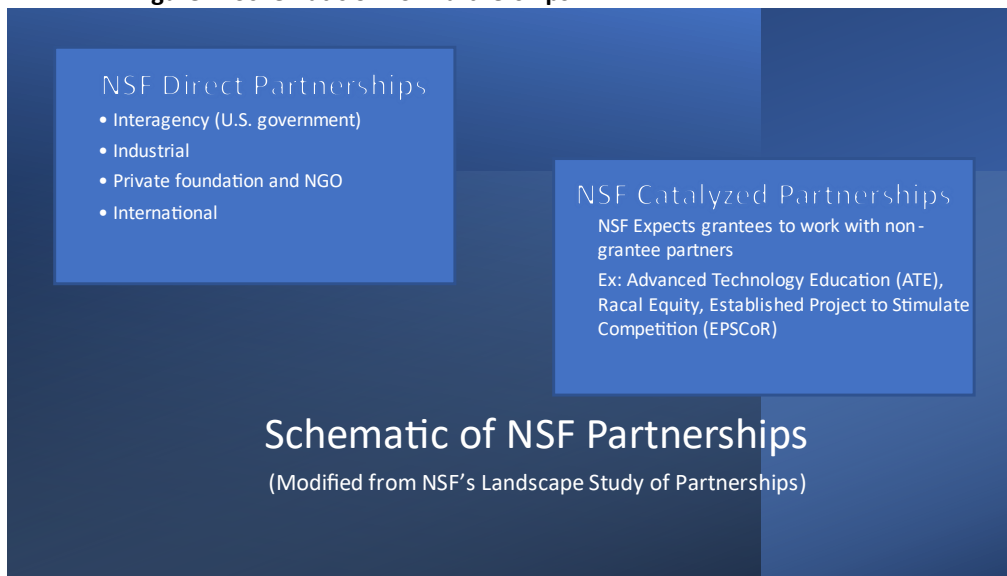 NSF Direct Partnerships
• Interagency (U.S. government)
• Industrial
• Private foundation and NGO
• International
NSF Catalyzed Partnerships
NSF Expects grantees to work with non-
grantee partners
Ex: Advanced Technology Education (ATE),
Racal Equity, Established Project to Stimulate
Competition (EPSCoR)
Schematic of NSF Partnerships
(Modified from NSF’s Landscape Study of Partnerships)